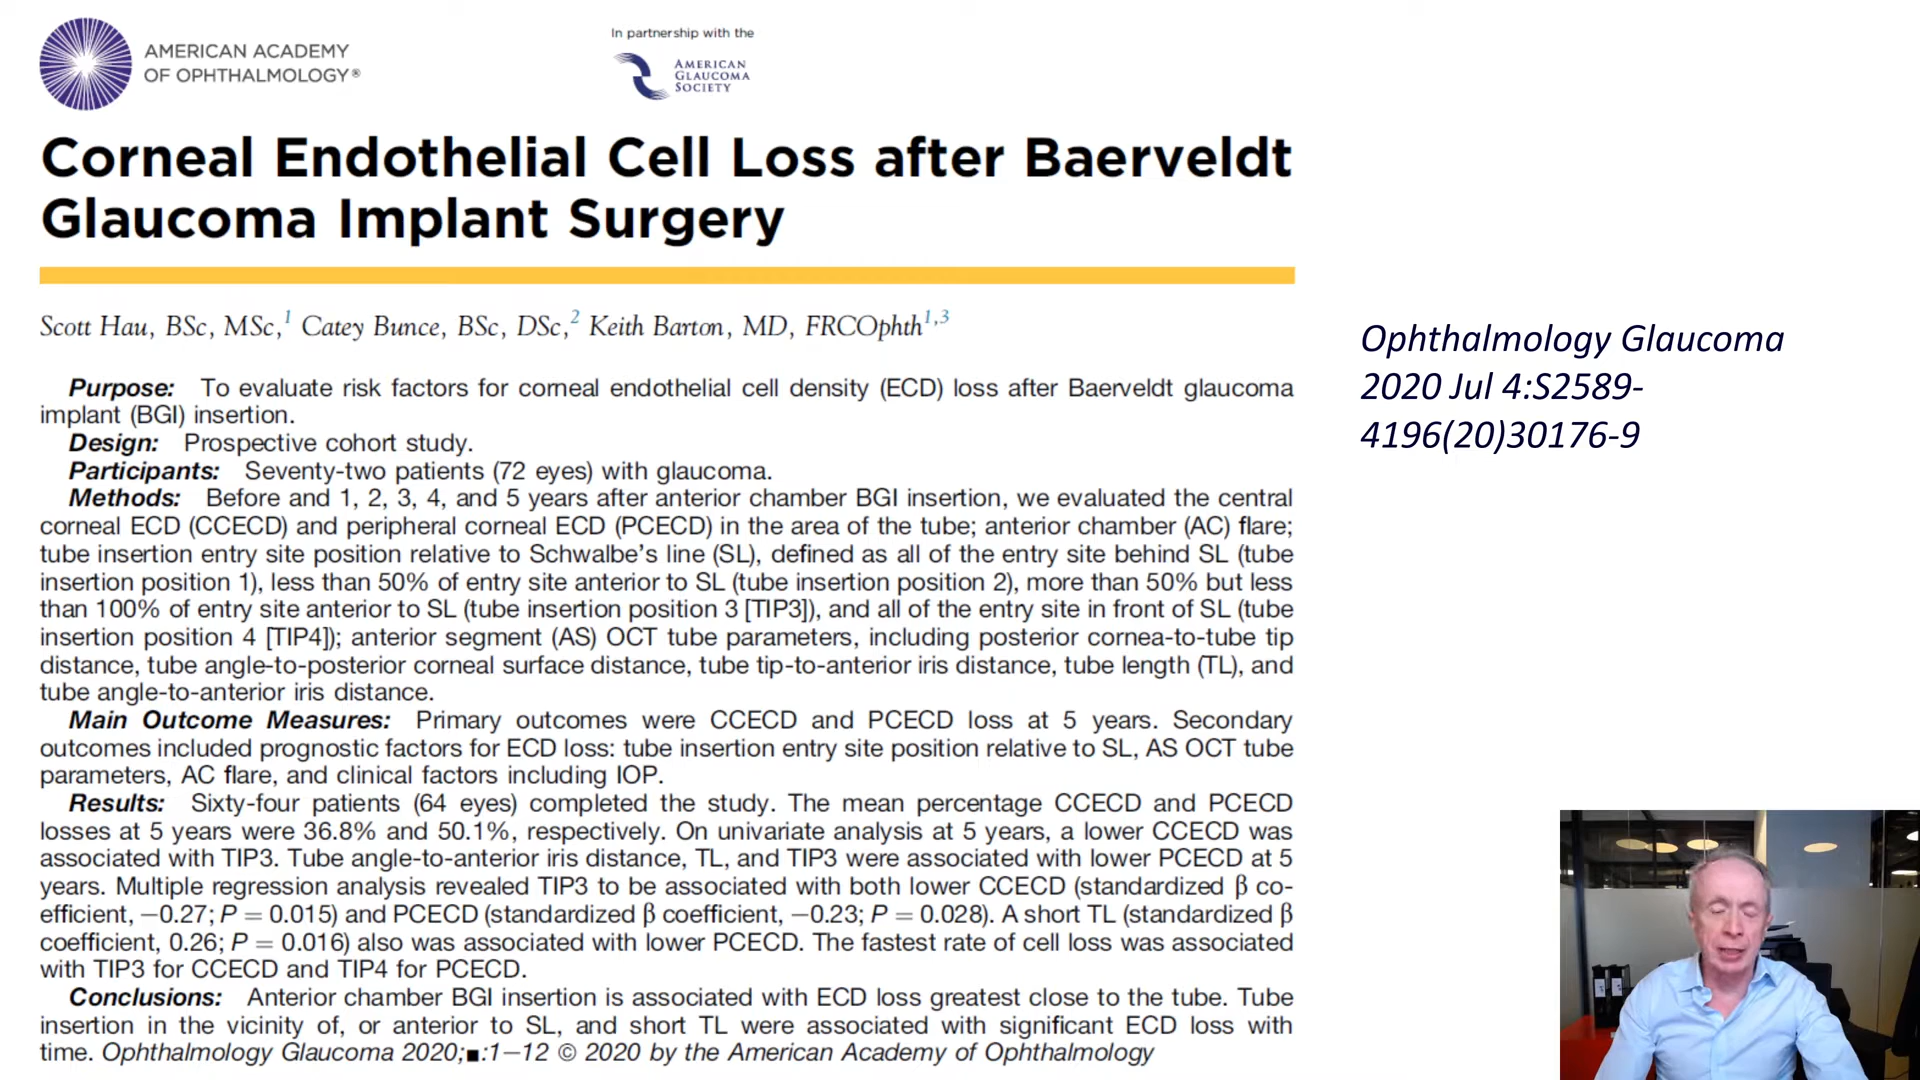 AMERICAN ACADEMY
OF OPHTHALMOLOGY®
In partnership with the
AMERICAN
GLAUCOMA
SOCIETY
Corneal Endothelial Cell Loss after Baerveldt
Glaucoma Implant Surgery
Scott Hau, BSc, MSc,1 Catey Bunce, BSc, DSc,2 Keith Barton, MD, FRCOphth1,3
Purpose: To evaluate risk factors for corneal endothelial cell density (ECD) loss after Baerveldt glaucoma
implant (BGI) insertion.
Design: Prospective cohort study.
Participants: Seventy-two patients (72 eyes) with glaucoma.
Methods: Before and 1, 2, 3, 4, and 5 years after anterior chamber BGI insertion, we evaluated the central
corneal ECD (CCECD) and peripheral corneal ECD (PCECD) in the area of the tube; anterior chamber (AC) flare;
tube insertion entry site position relative to Schwalbe's line (SL), defined as all of the entry site behind SL (tube
insertion position 1), less than 50% of entry site anterior to SL (tube insertion position 2), more than 50% but less
than 100% of entry site anterior to SL (tube insertion position 3 [TIP3]), and all of the entry site in front of SL (tube
insertion position 4 [TIP4]); anterior segment (AS) OCT tube parameters, including posterior cornea-to-tube tip
distance, tube angle-to-posterior corneal surface distance, tube tip-to-anterior iris distance, tube length (TL), and
tube angle-to-anterior iris distance.
Main Outcome Measures: Primary outcomes were CCECD and PCECD loss at 5 years. Secondary
outcomes included prognostic factors for ECD loss: tube insertion entry site position relative to SL, AS OCT tube
parameters, AC flare, and clinical factors including IOP.
Results: Sixty-four patients (64 eyes) completed the study. The mean percentage CCECD and PCECD
losses at 5 years were 36.8% and 50.1%, respectively. On univariate analysis at 5 years, a lower CCECD was
associated with TIP3. Tube angle-to-anterior iris distance, TL, and TIP3 were associated with lower PCECD at 5
years. Multiple regression analysis revealed TIP3 to be associated with both lower CCECD (standardized β co-
efficient, −0.27; P = 0.015) and PCECD (standardized β coefficient, −0.23; P = 0.028). A short TL (standardized β
coefficient, 0.26; P = 0.016) also was associated with lower PCECD. The fastest rate of cell loss was associated
with TIP3 for CCECD and TIP4 for PCECD.
Conclusions: Anterior chamber BGI insertion is associated with ECD loss greatest close to the tube. Tube
insertion in the vicinity of, or anterior to SL, and short TL were associated with significant ECD loss with
time. Ophthalmology Glaucoma 2020;■:1–12 © 2020 by the American Academy of Ophthalmology
Ophthalmology Glaucoma
2020 Jul 4:S2589-
4196(20)30176-9